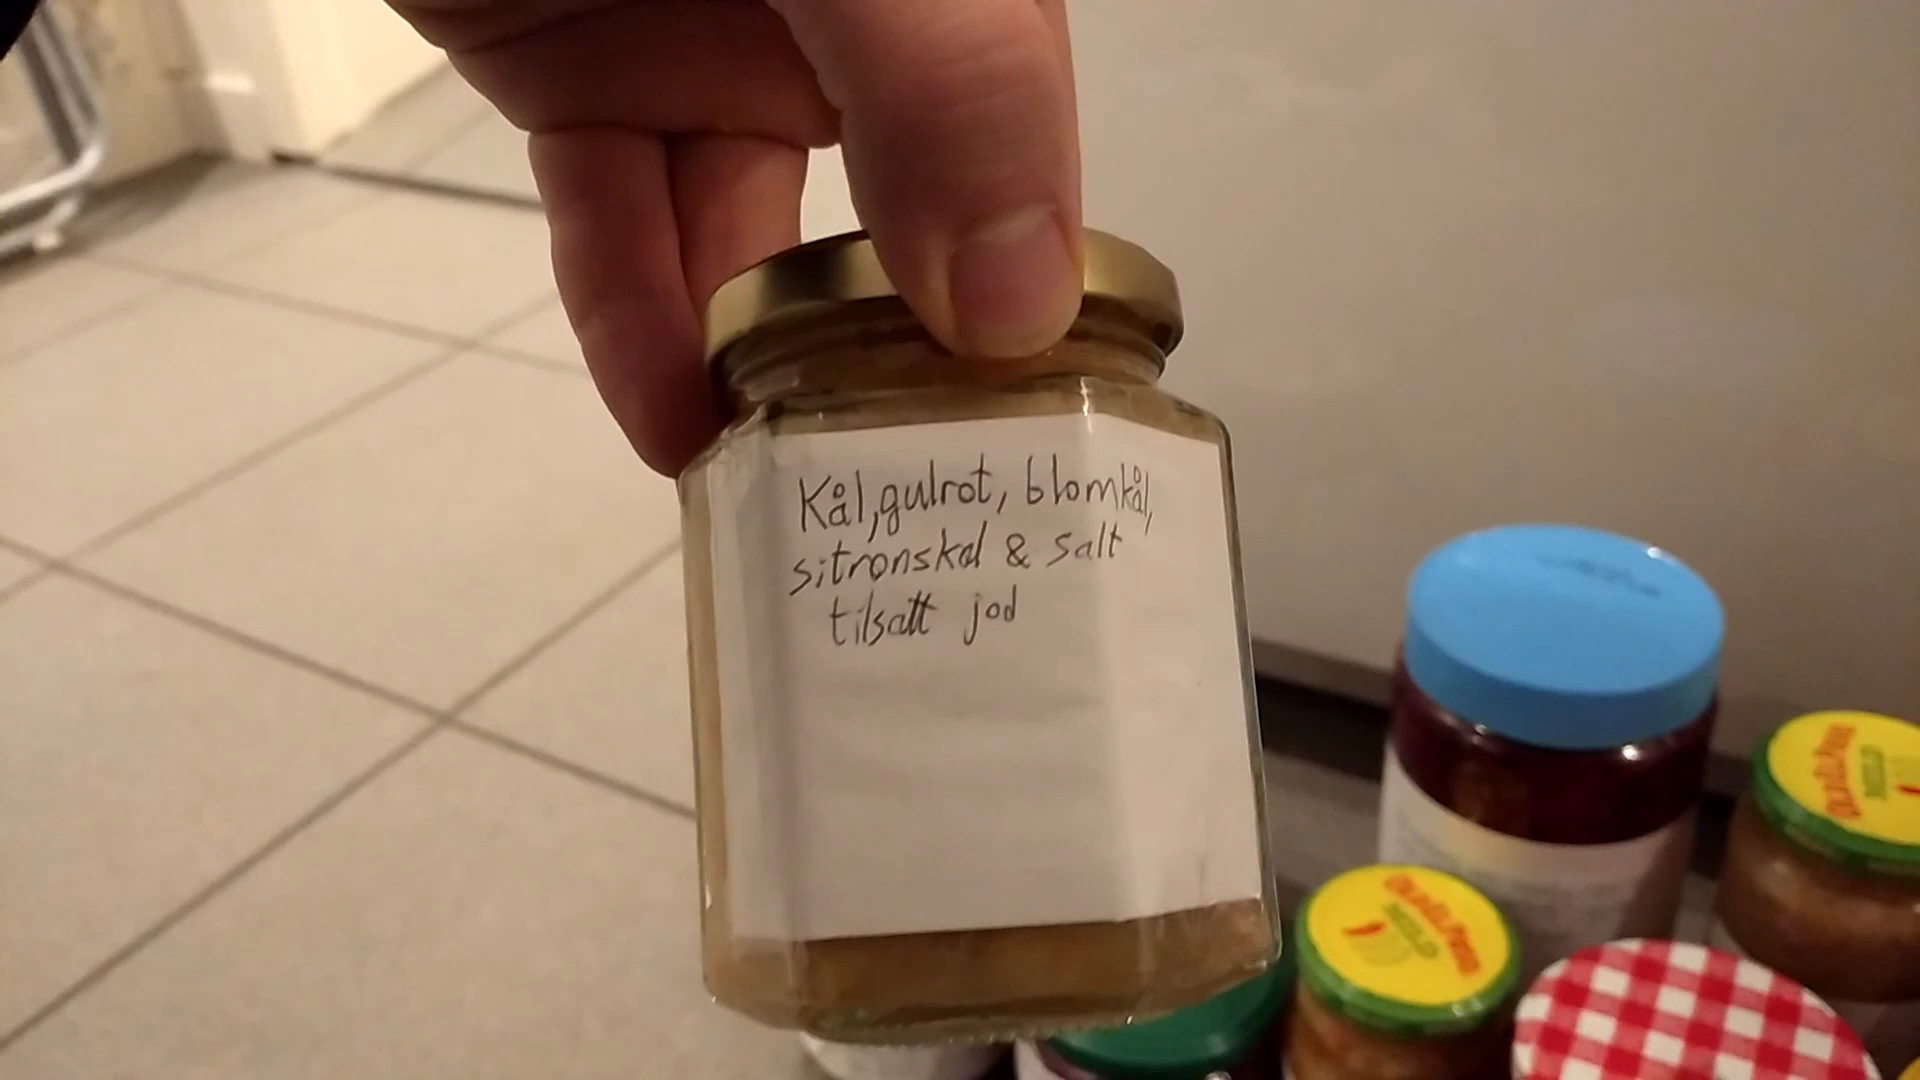 Kål, gulrot, blomkål,
sitronskal & salt
tilsatt jod